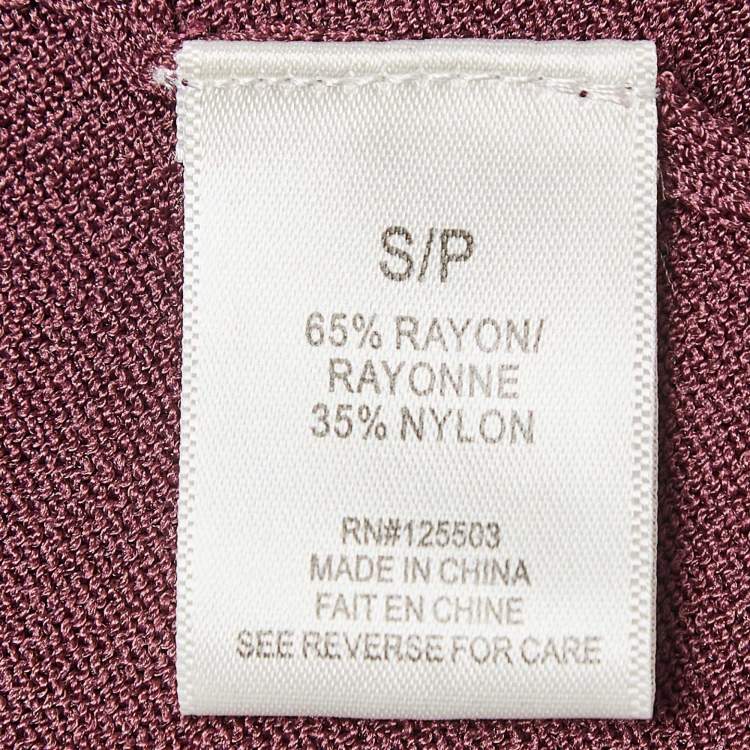 S/P
65% RAYON/
RAYONNE
35% NYLON
RN#125503
MADE IN CHINA
FAIT EN CHINE
SEE REVERSE FOR CARE